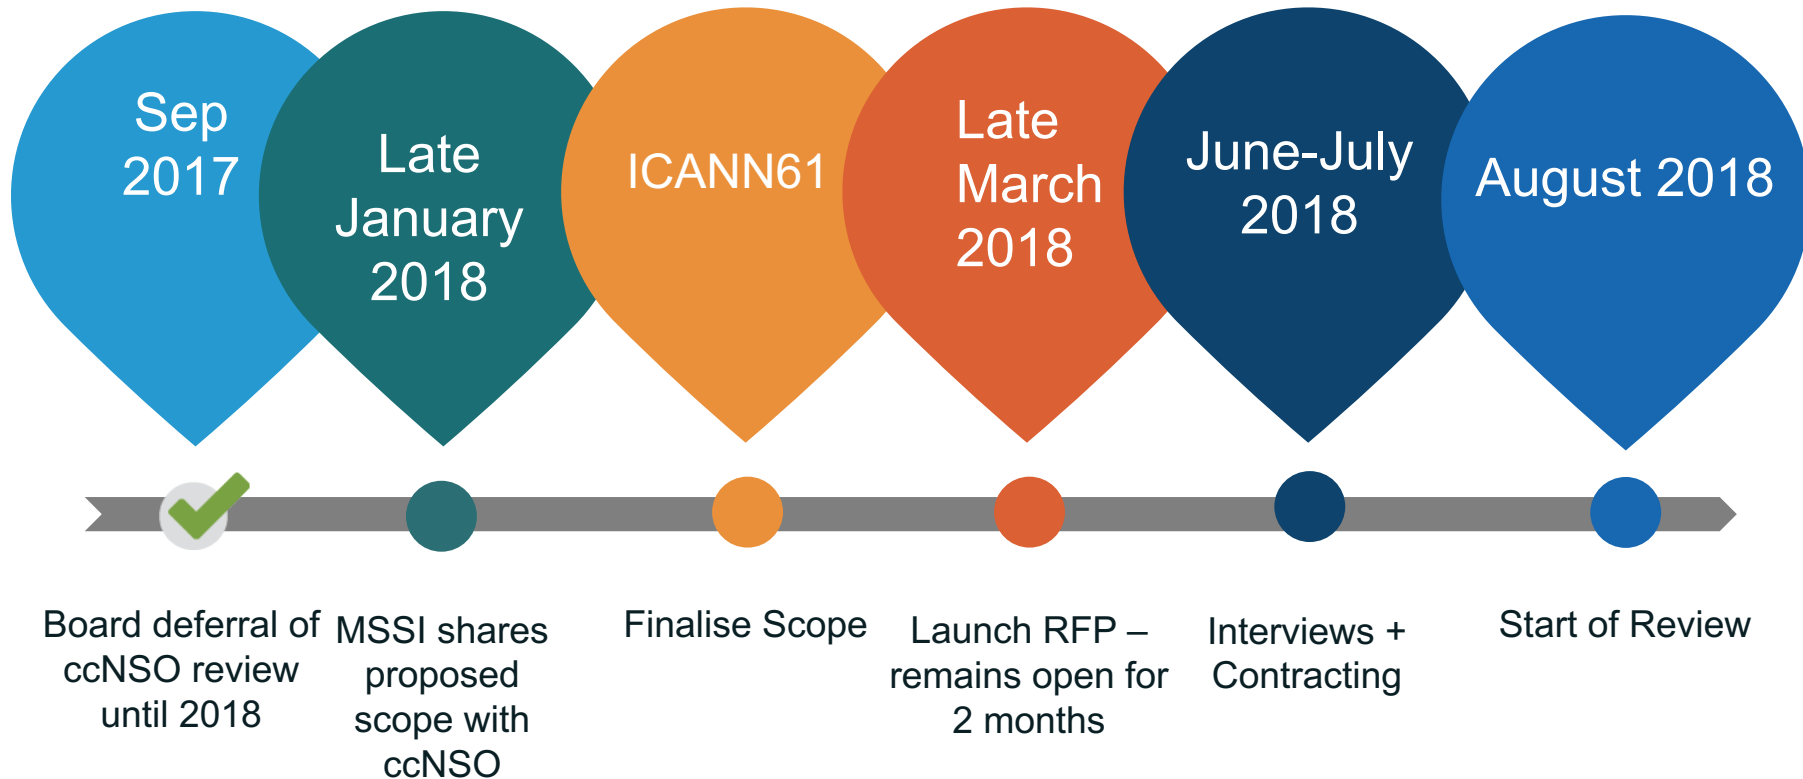 Sep
2017
Late
January
2018
ICANN61
Late
March
2018
June-July
2018
August 2018
Board deferral of
ccNSO review
until 2018
MSSI shares
proposed
scope with
ccNSO
Finalise Scope
Launch RFP –
remains open for
2 months
Interviews +
Contracting
Start of Review